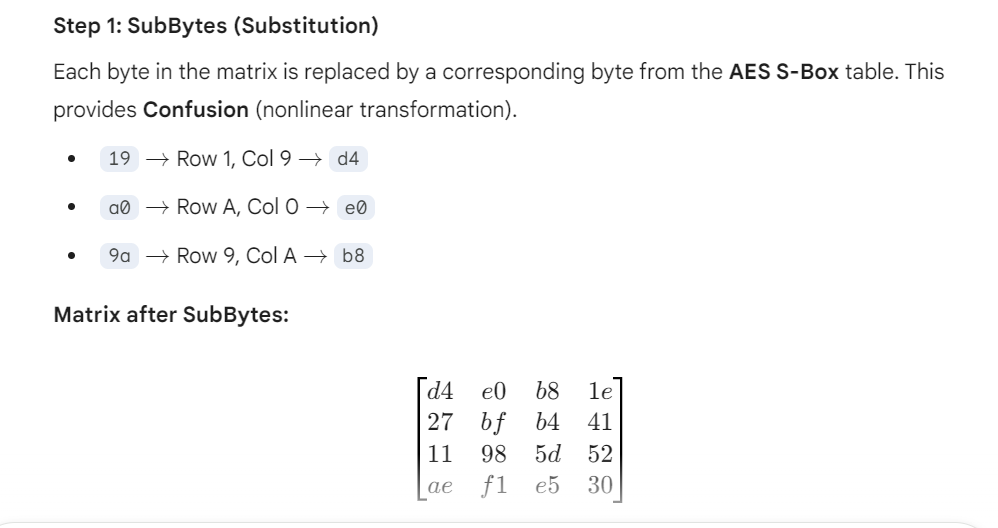 Step 1: SubBytes (Substitution)
Each byte in the matrix is replaced by a corresponding byte from the AES S-Box table. This
provides Confusion (nonlinear transformation).
• 19 → Row 1, Col 9 → d4
• a0 → Row A, Col 0 → e0
• 9a → Row 9, Col A → b8
Matrix after SubBytes:
d4 e0 b8 1e
27 bf b4 41
11 98 5d 52
ae f1 e5 30